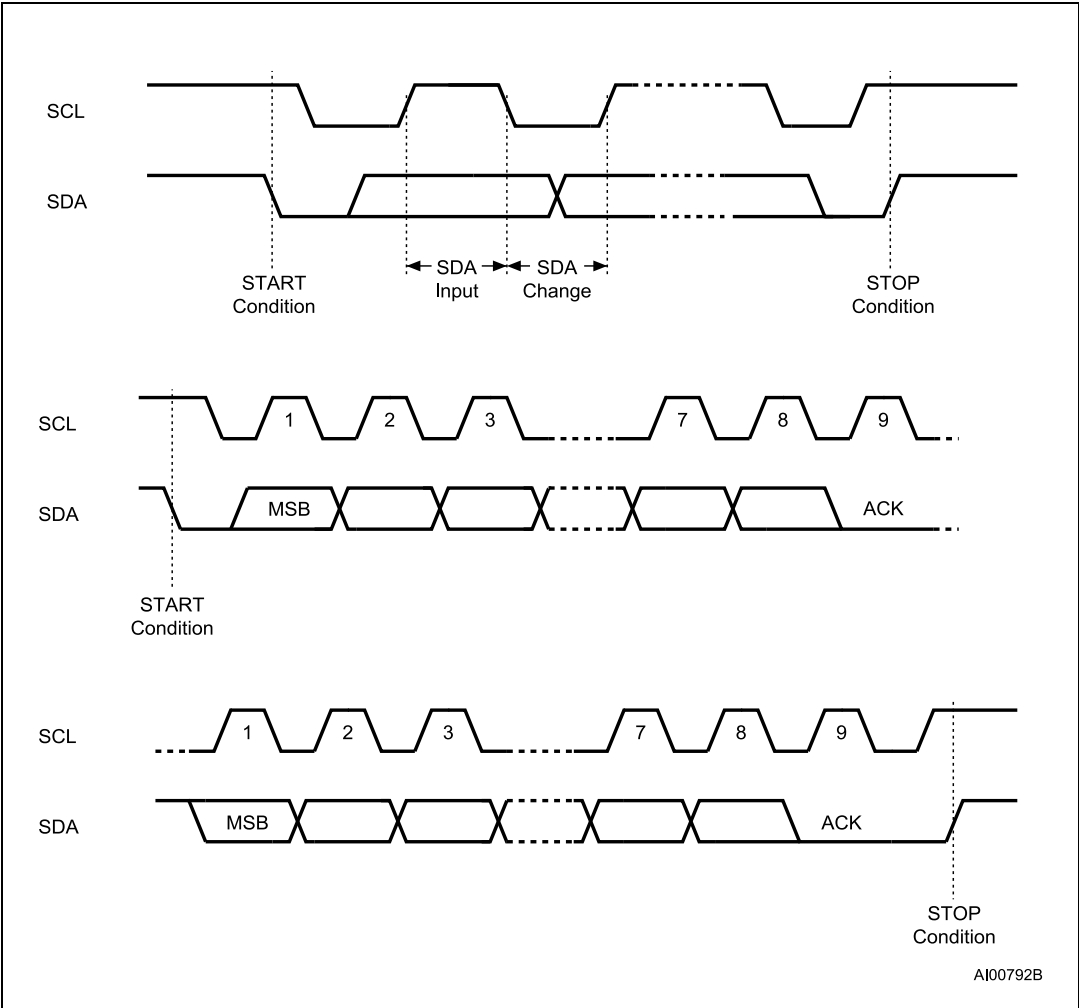 SCL
SDA
SDA Input
SDA Change
START Condition
STOP Condition
SCL
1 2 3 7 8 9
SDA
MSB
ACK
START Condition
SCL
1 2 3 7 8 9
SDA
MSB
ACK
STOP Condition
AI00792B